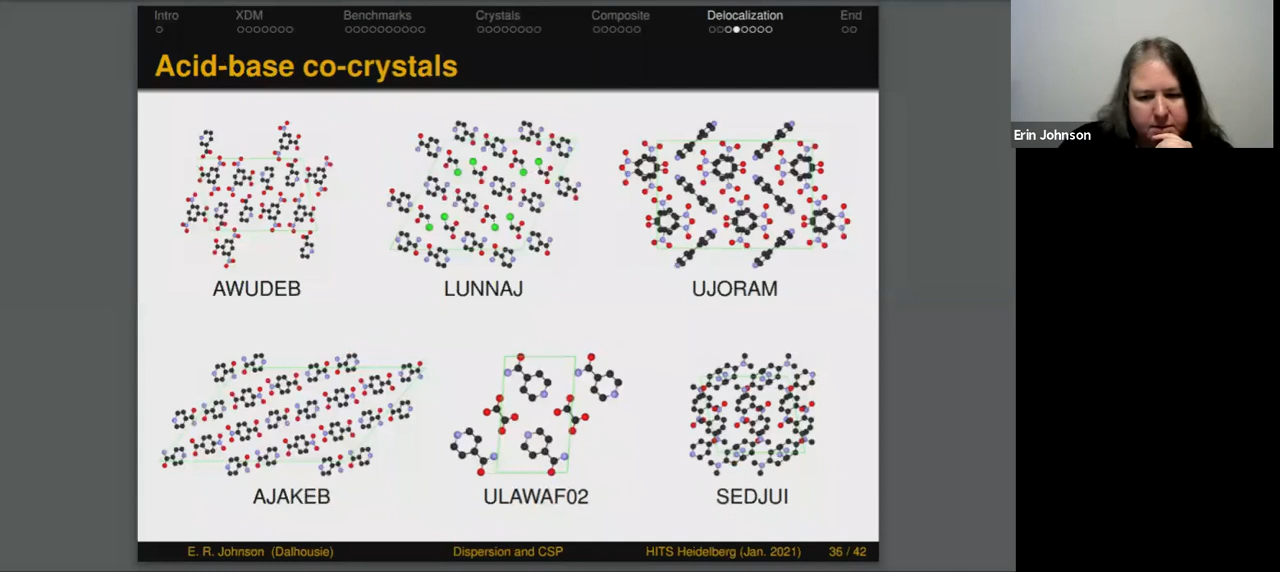 Intro XDM Benchmarks Crystals Composite Delocalization End
Acid-base co-crystals
AWUDEB LUNNAJ UJORAM
AJAKEB ULAWAF02 SEDJUI
E. R. Johnson (Dalhousie) Dispersion and CSP HITS Heidelberg (Jan. 2021) 36 / 42
Erin Johnson